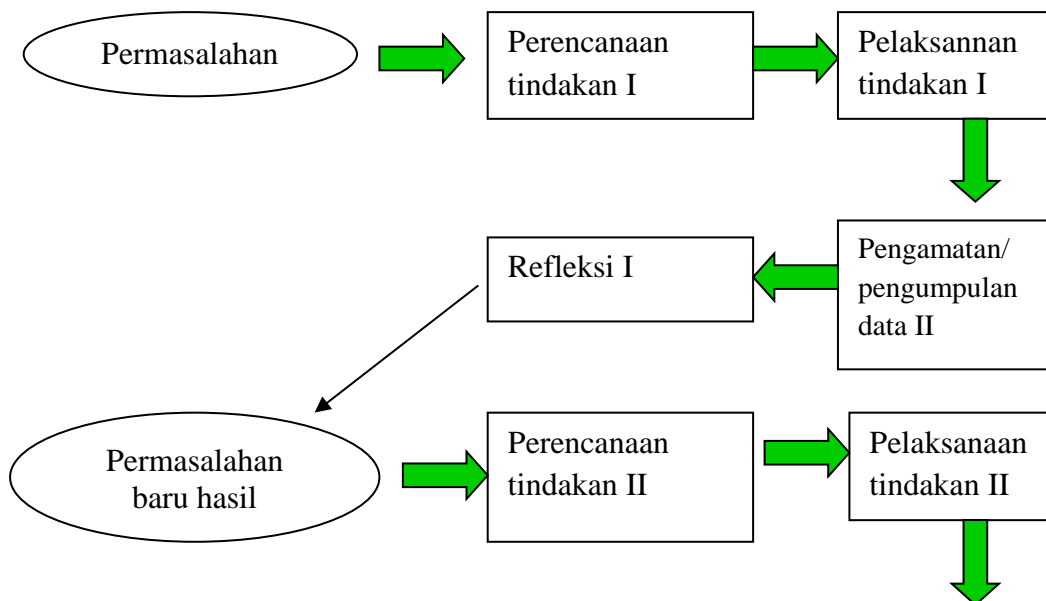 Permasalahan
Perencanaan
tindakan I
Pelaksannan
tindakan I
Pengamatan/
pengumpulan
data II
Refleksi I
Permasalahan
baru hasil
Perencanaan
tindakan II
Pelaksanaan
tindakan II